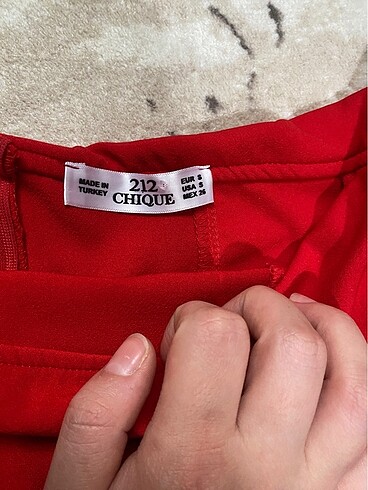 MADE IN
TURKEY
212
CHIQUE
EUR S
USA S
MEX 26